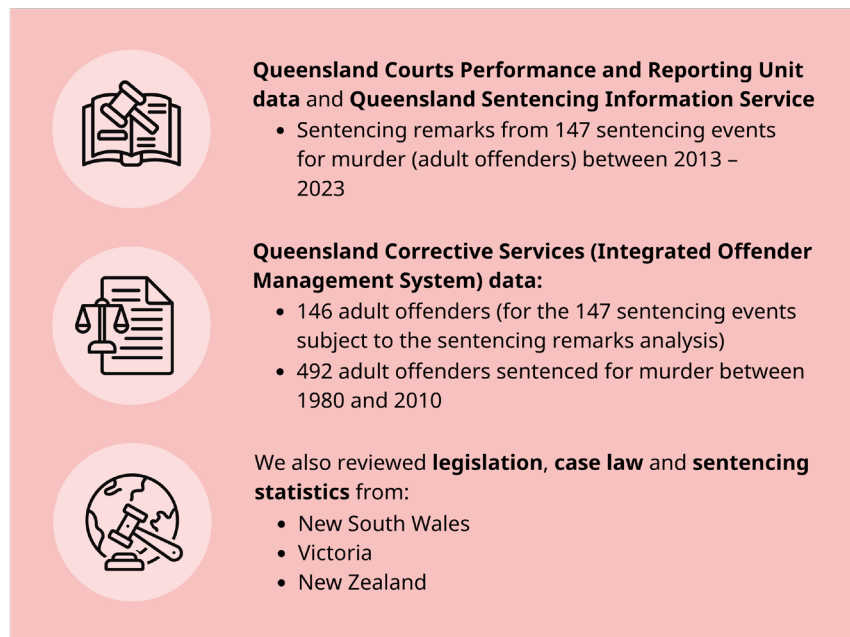 Queensland Courts Performance and Reporting Unit
data and Queensland Sentencing Information Service
• Sentencing remarks from 147 sentencing events
for murder (adult offenders) between 2013 –
2023
Queensland Corrective Services (Integrated Offender
Management System) data:
• 146 adult offenders (for the 147 sentencing events
subject to the sentencing remarks analysis)
• 492 adult offenders sentenced for murder between
1980 and 2010
We also reviewed legislation, case law and sentencing
statistics from:
• New South Wales
• Victoria
• New Zealand